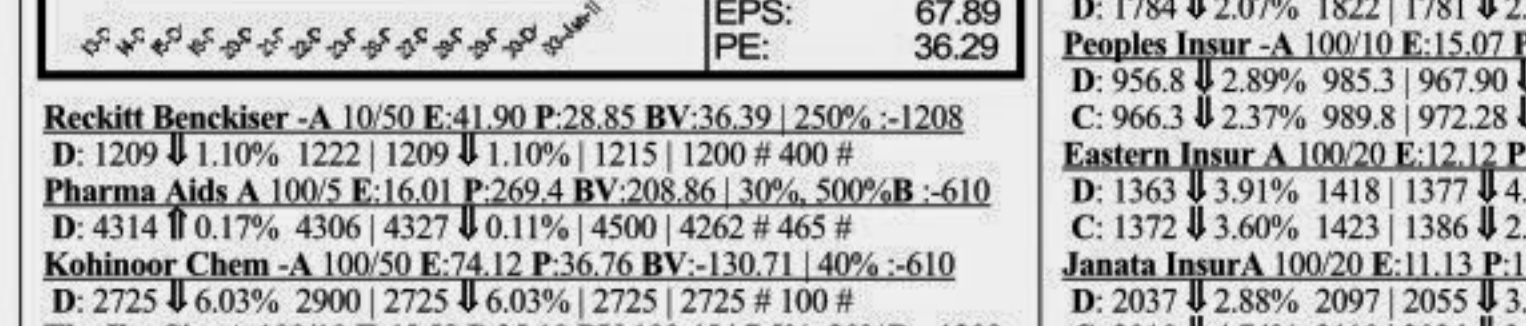 EPS: 67.89
PE: 36.29
Reckitt Benckiser -A 10/50 E:41.90 P:28.85 BV:36.39 | 250% :-1208
D: 1209 ⇓ 1.10% 1222 | 1209 ⇓ 1.10% | 1215 | 1200 # 400 #
Pharma Aids A 100/5 E:16.01 P:269.4 BV:208.86 | 30%, 500%B :-610
D: 4314 ⇑ 0.17% 4306 | 4327 ⇓ 0.11% | 4500 | 4262 # 465 #
Kohinoor Chem -A 100/50 E:74.12 P:36.76 BV:-130.71 | 40% :-610
D: 2725 ⇓ 6.03% 2900 | 2725 ⇓ 6.03% | 2725 | 2725 # 100 #
D: 1784 ⇓ 2.07% 1822 | 1781 ⇓ 2.
Peoples Insur -A 100/10 E:15.07 P
D: 956.8 ⇓ 2.89% 985.3 | 967.90 ⇓
C: 966.3 ⇓ 2.37% 989.8 | 972.28 ⇓
Eastern Insur A 100/20 E:12.12 P
D: 1363 ⇓ 3.91% 1418 | 1377 ⇓ 4.
C: 1372 ⇓ 3.60% 1423 | 1386 ⇓ 2.
Janata InsurA 100/20 E:11.13 P:1
D: 2037 ⇓ 2.88% 2097 | 2055 ⇓ 3.